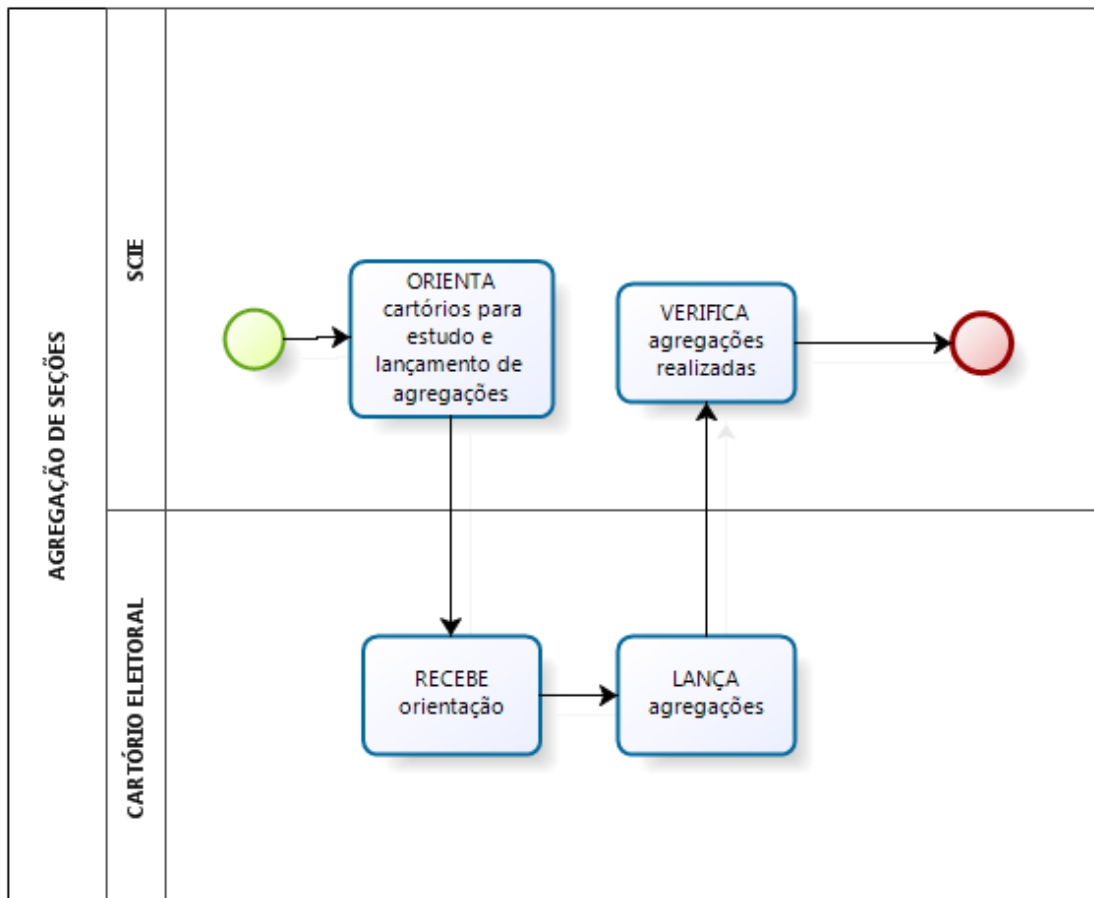 AGREGAÇÃO DE SEÇÕES
SCIE
ORIENTA
cartórios para
estudo e
lançamento de
agregações
VERIFICA
agregações
realizadas
CARTÓRIO ELEITORAL
RECEBE
orientação
LANÇA
agregações